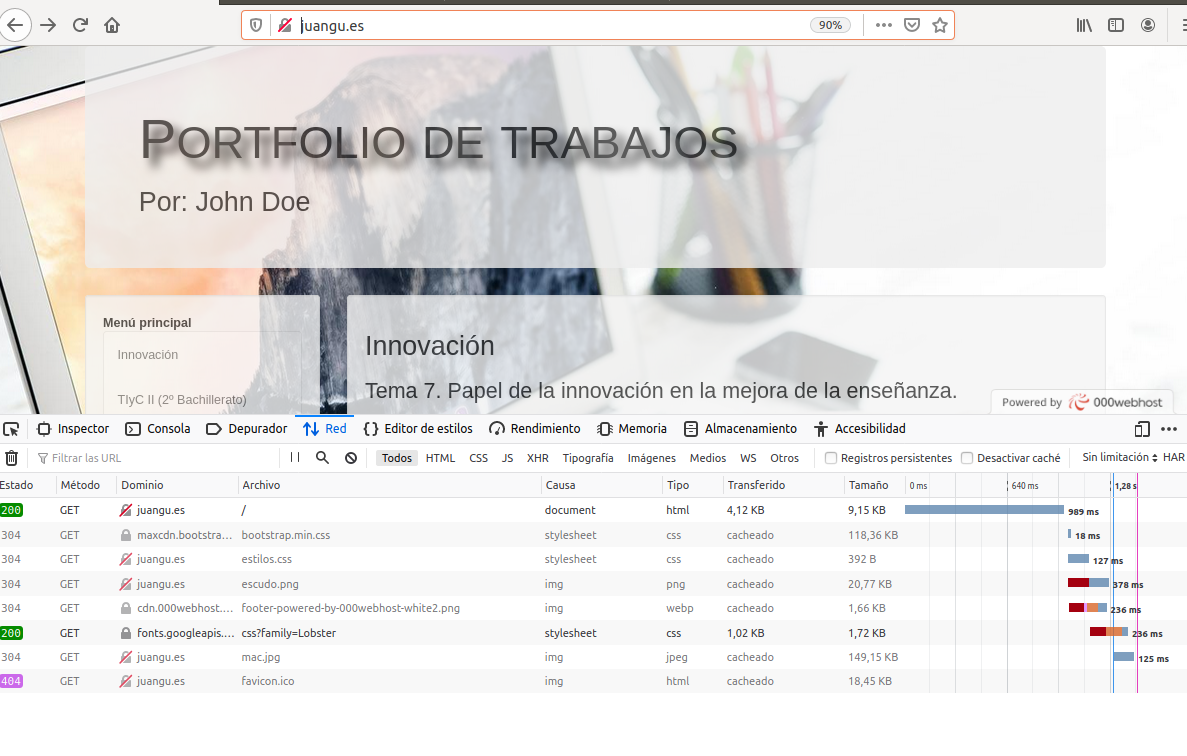 juangu.es 90%
PORTFOLIO DE TRABAJOS
Por: John Doe
Menú principal
Innovación
TIyC II (2º Bachillerato)
Innovación
Tema 7. Papel de la innovación en la mejora de la enseñanza.
Powered by 000webhost
Inspector Consola Depurador Red Editor de estilos Rendimiento Memoria Almacenamiento Accesibilidad
Filtrar las URL Todos HTML CSS JS XHR Tipografía Imágenes Medios WS Otros Registros persistentes Desactivar caché Sin limitación HAR
Estado Método Dominio Archivo Causa Tipo Transferido Tamaño 0 ms 640 ms 1,28 s
200 GET juangu.es / document html 4,12 KB 9,15 KB 989 ms
304 GET maxcdn.bootstra… bootstrap.min.css stylesheet css cacheado 118,36 KB 18 ms
304 GET juangu.es estilos.css stylesheet css cacheado 392 B 127 ms
304 GET juangu.es escudo.png img png cacheado 20,77 KB 378 ms
304 GET cdn.000webhost.… footer-powered-by-000webhost-white2.png img webp cacheado 1,66 KB 236 ms
200 GET fonts.googleapis.… css?family=Lobster stylesheet css 1,02 KB 1,72 KB 236 ms
304 GET juangu.es mac.jpg img jpeg cacheado 149,15 KB 125 ms
404 GET juangu.es favicon.ico img html cacheado 18,45 KB